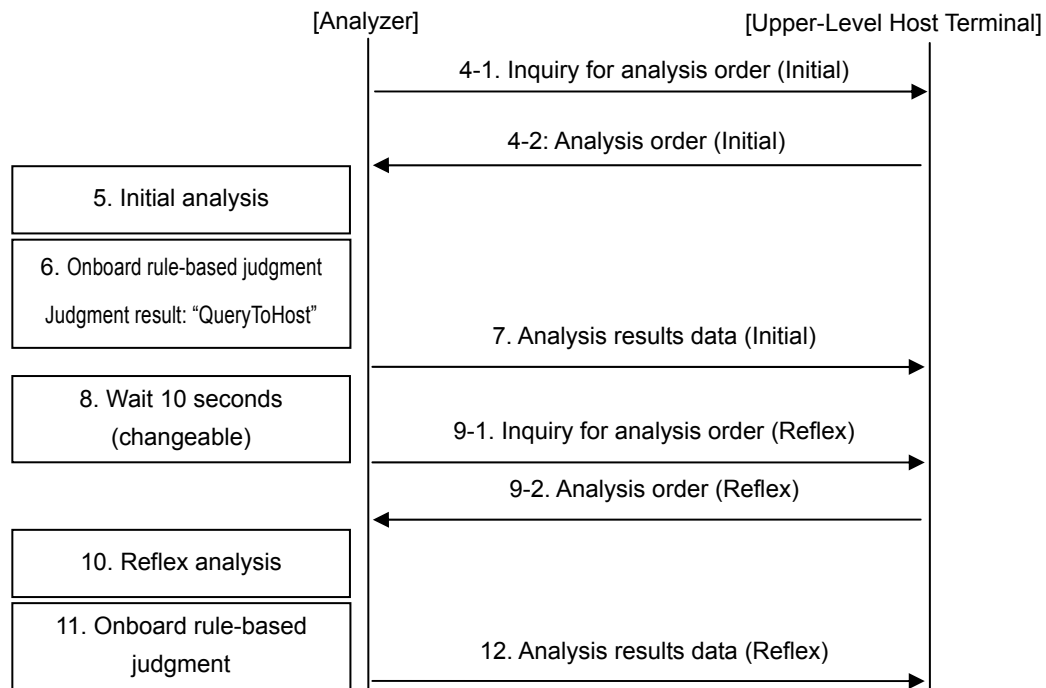 [Analyzer]
[Upper-Level Host Terminal]
4-1. Inquiry for analysis order (Initial)
4-2: Analysis order (Initial)
5. Initial analysis
6. Onboard rule-based judgment
Judgment result: “QueryToHost”
7. Analysis results data (Initial)
8. Wait 10 seconds
(changeable)
9-1. Inquiry for analysis order (Reflex)
9-2. Analysis order (Reflex)
10. Reflex analysis
11. Onboard rule-based
judgment
12. Analysis results data (Reflex)